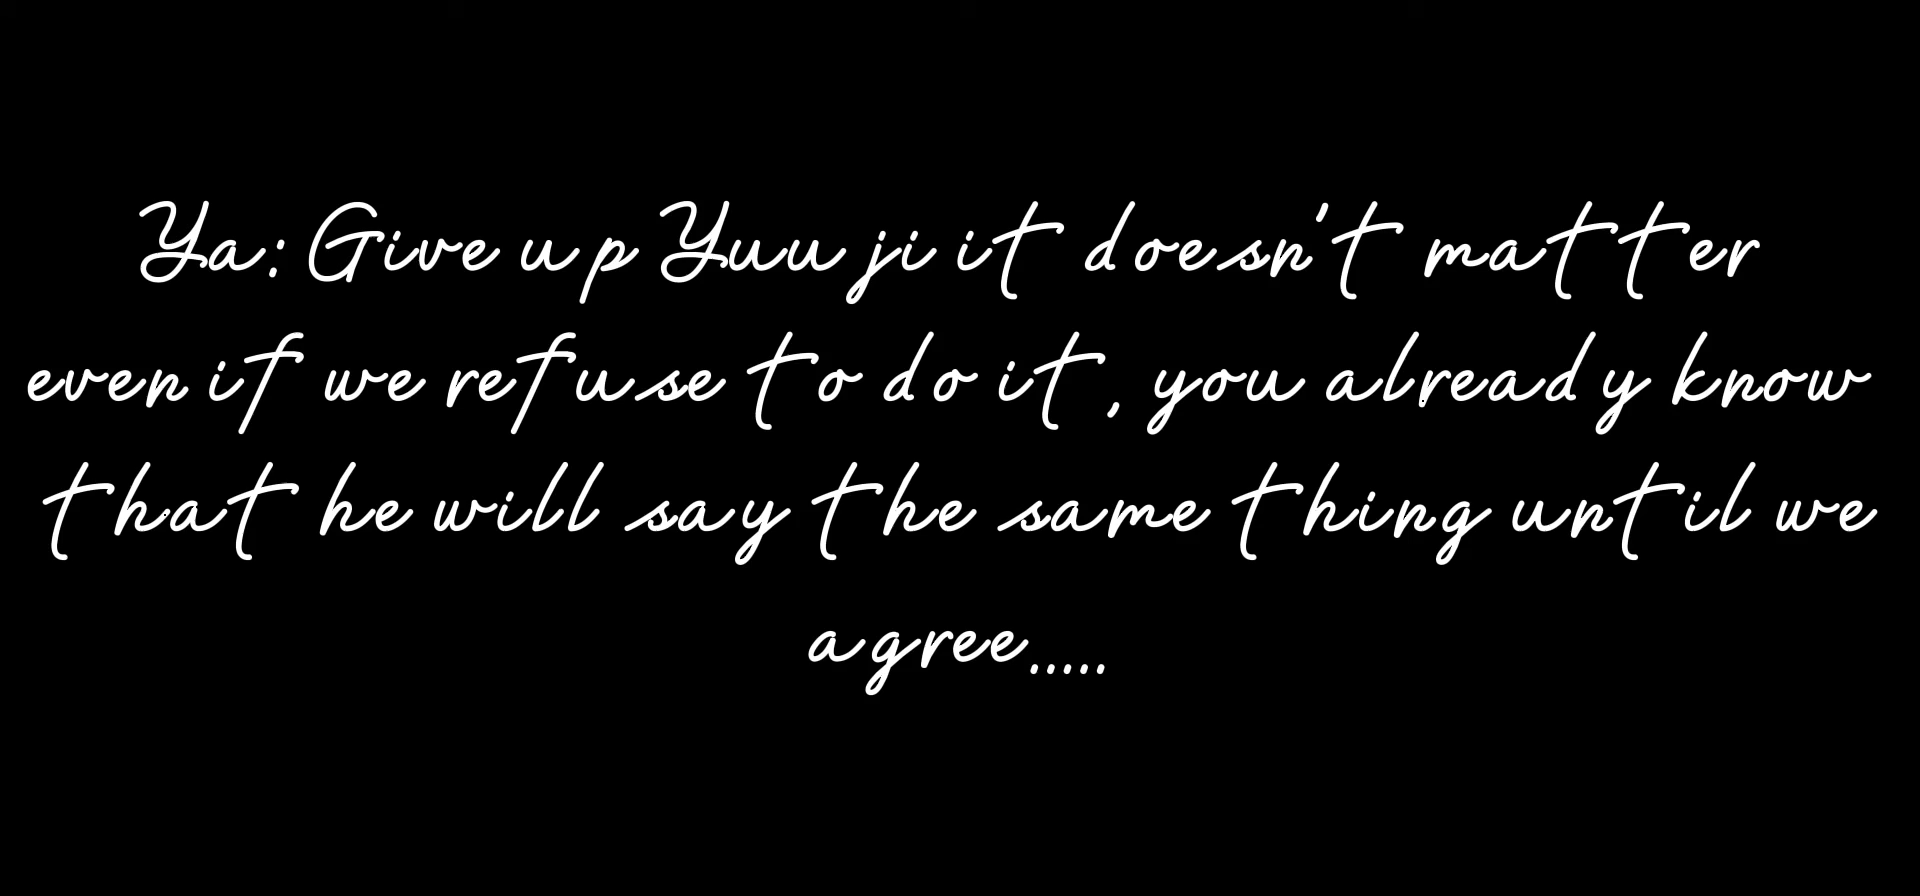 Ya: Give up Yuuji it doesn't matter
even if we refuse to do it, you already know
that he will say the same thing until we
agree.....